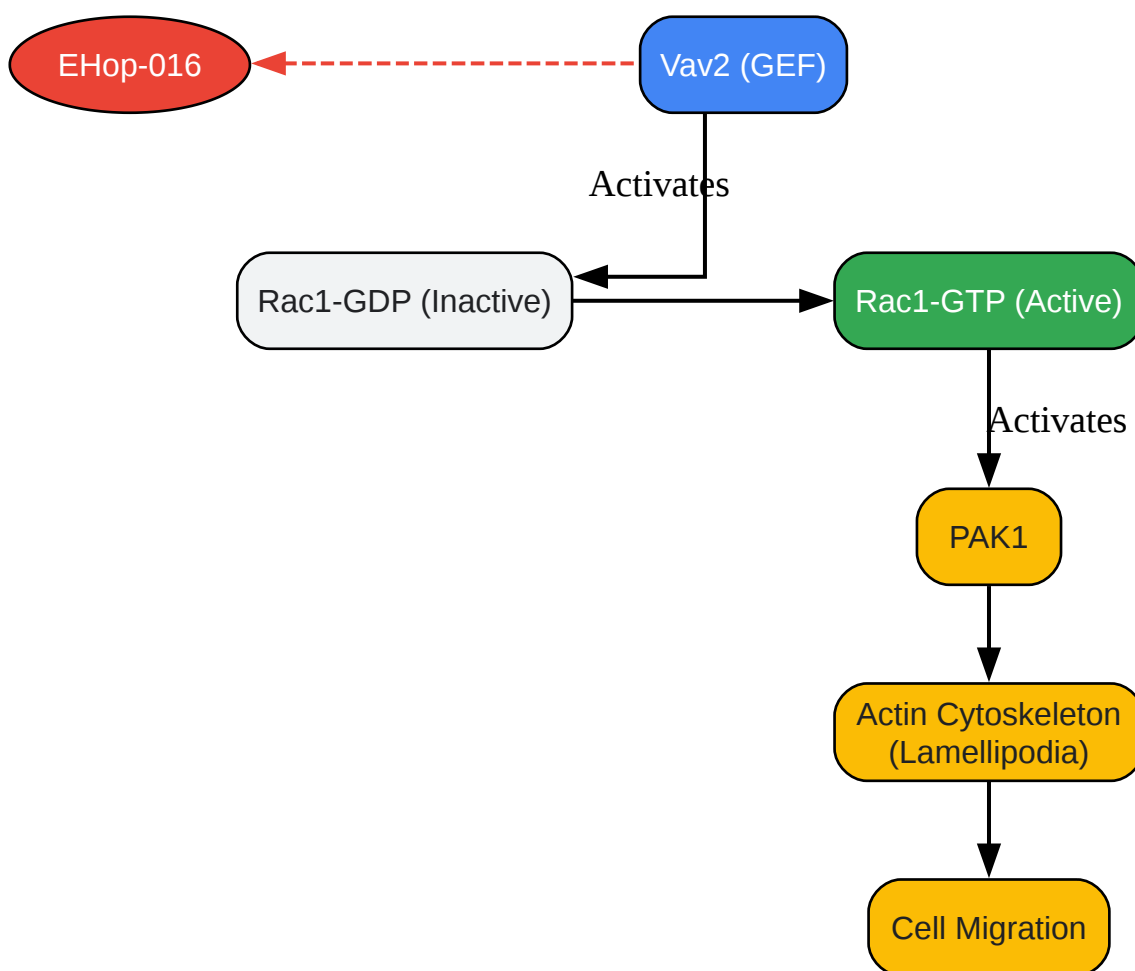 EHop-016
Vav2 (GEF)
Activates
Rac1-GDP (Inactive)
Rac1-GTP (Active)
Activates
PAK1
Actin Cytoskeleton
(Lamellipodia)
Cell Migration